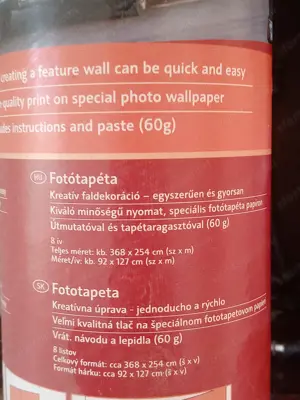 creating a feature wall can be quick and easy
quality print on special photo wallpaper
instructions and paste (60g)
HU Fotótapéta
Kreatív faldekoráció – egyszerűen és gyorsan
Kiváló minőségű nyomat, speciális fotótapéta papíron
Útmutatóval és tapétaragasztóval (60 g)
8 ív
Teljes méret: kb. 368 x 254 cm (sz x m)
Méret/ív: kb. 92 x 127 cm (sz x m)
SK Fotótapeta
Kreatívna úprava - jednoducho a rýchlo
Veľmi kvalitná tlač na špeciálnom fototapetovom papieri
Vrát. návodu a lepidla (60 g)
8 listov
Celkový formát: cca 368 x 254 cm (š x v)
Formát hárku: cca 92 x 127 cm (š x v)